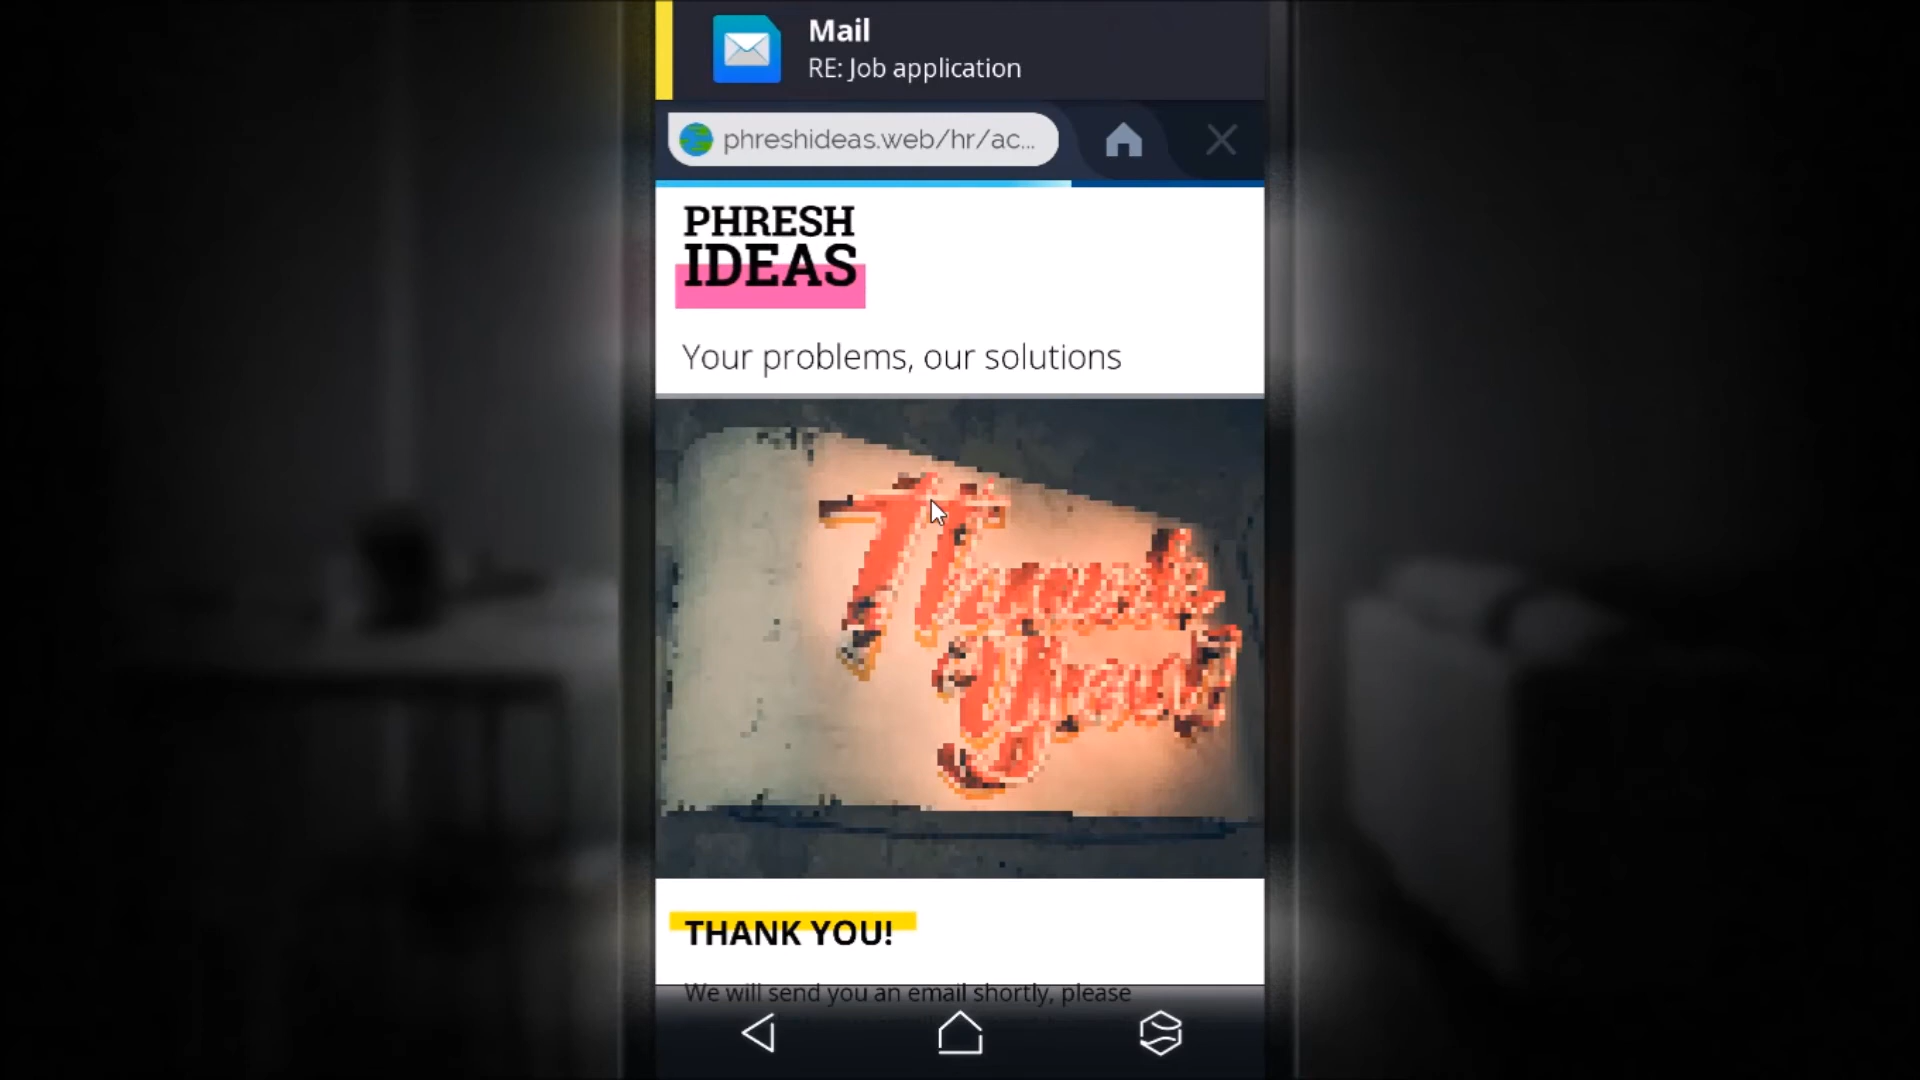 Mail
RE: Job application
phreshideas.web/hr/ac...
PHRESH
IDEAS
Your problems, our solutions
Thanks
THANK YOU!
We will send you an email shortly, please